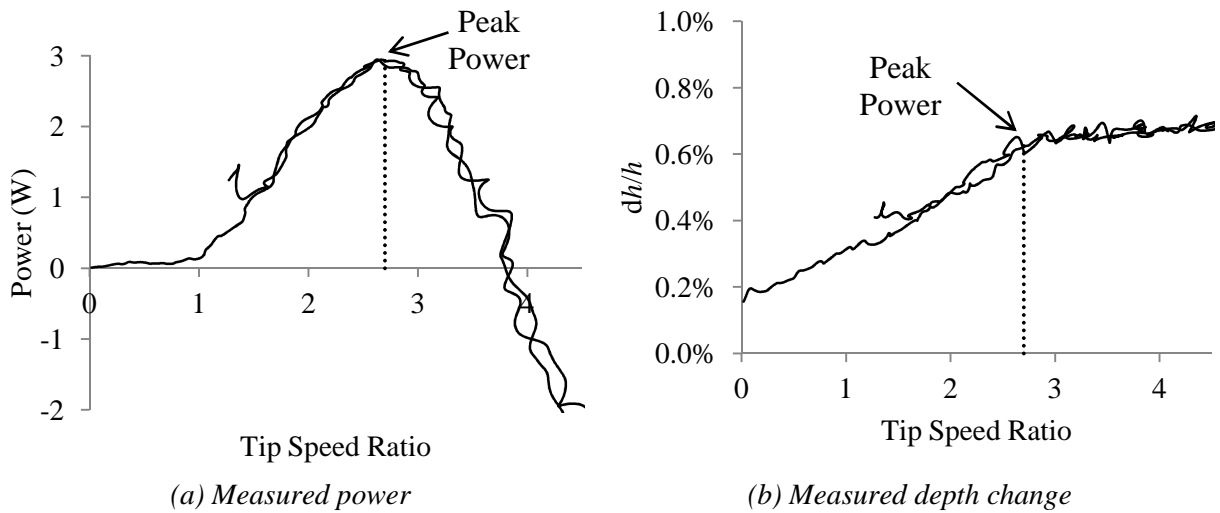 Peak
Power
3
2
1
0
-1
-2
Power (W)
0 1 2 3 4
Tip Speed Ratio
(a) Measured power
1.0%
0.8%
0.6%
0.4%
0.2%
0.0%
dh/h
Peak
Power
0 1 2 3 4
Tip Speed Ratio
(b) Measured depth change